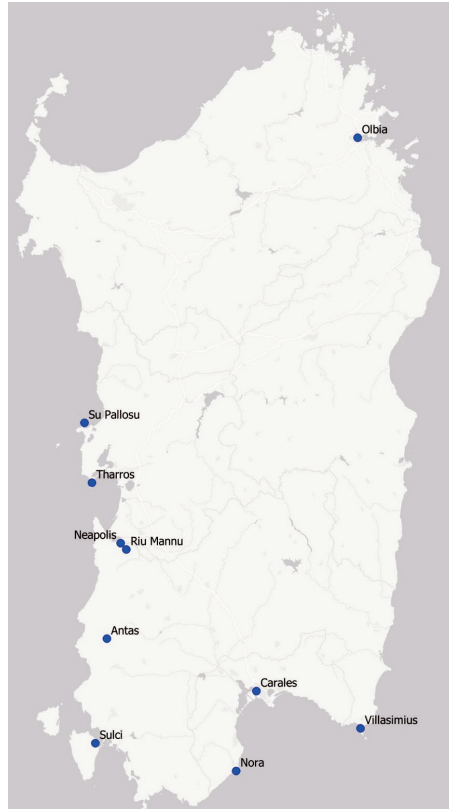 Olbia
Su Pallosu
Tharros
Neapolis
Riu Mannu
Antas
Carales
Villasimius
Sulci
Nora